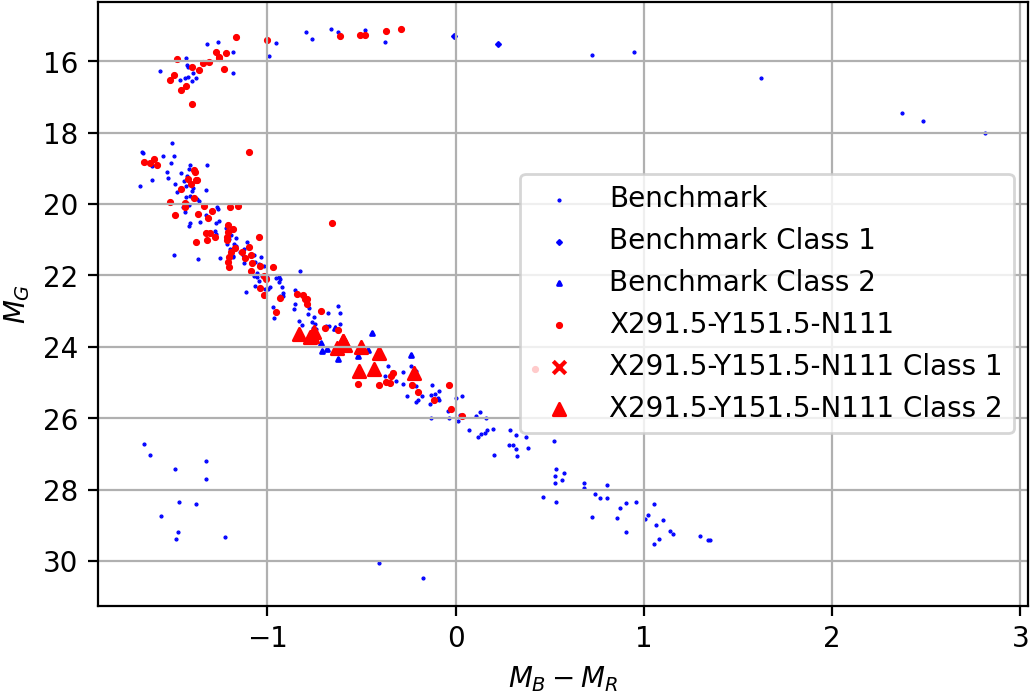 16
18
20
22
24
26
28
30
M_G
Benchmark
Benchmark Class 1
Benchmark Class 2
X291.5-Y151.5-N111
X291.5-Y151.5-N111 Class 1
X291.5-Y151.5-N111 Class 2
−1
0
1
2
3
M_B − M_R